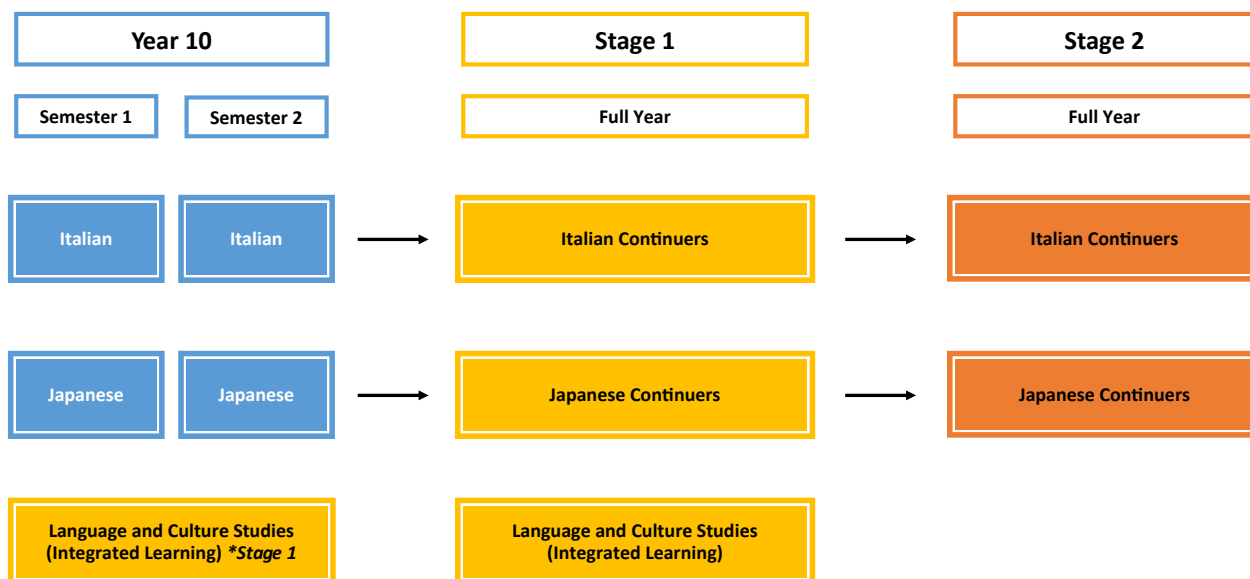 Year 10
Stage 1
Stage 2
Semester 1
Semester 2
Full Year
Full Year
Italian
Italian
Italian Continuers
Italian Continuers
Japanese
Japanese
Japanese Continuers
Japanese Continuers
Language and Culture Studies
(Integrated Learning) *Stage 1
Language and Culture Studies
(Integrated Learning)